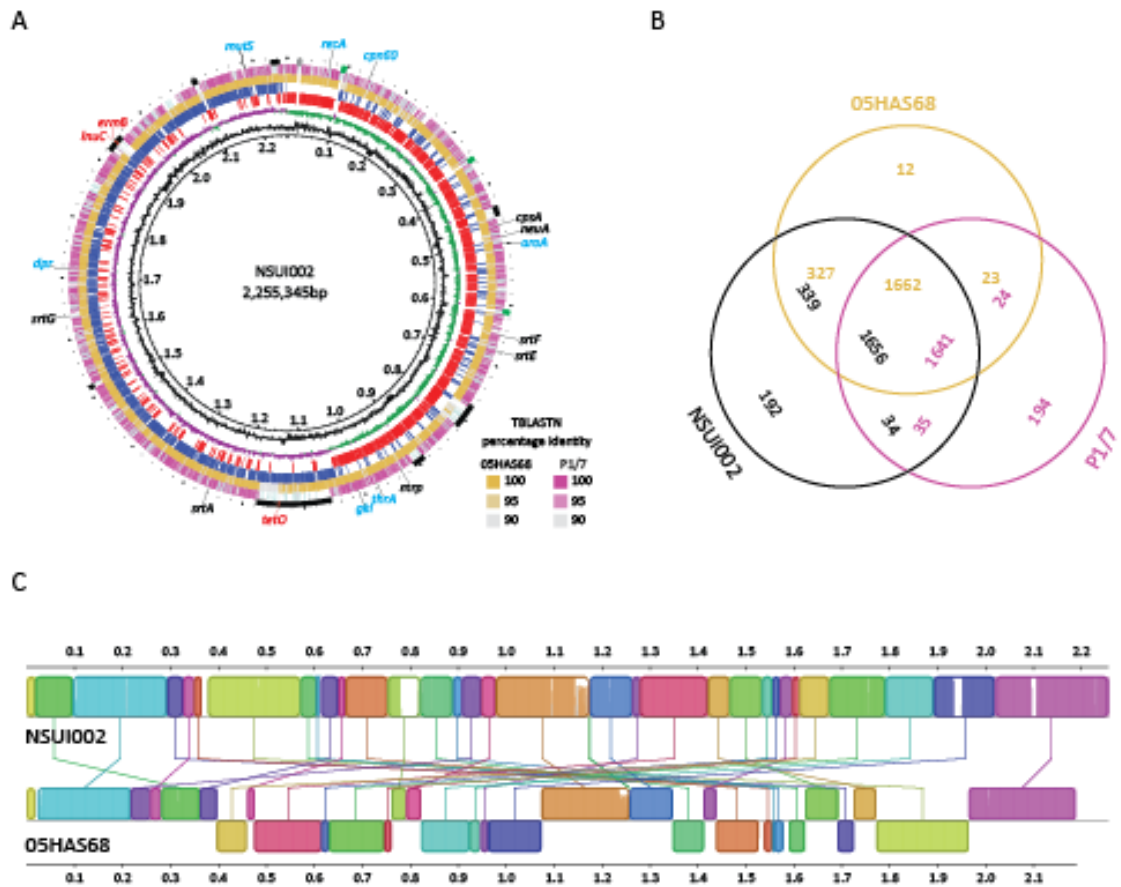 A
B
mutS
recA
cpn60
ermB
lnuC
2.2
0.1
2.1
0.2
2.0
0.3
1.9
0.4
cpsA
neuA
aroA
1.8
0.5
dpr
NSUI002
2,255,345bp
1.7
0.6
srtG
1.6
0.7
srtF
srtE
1.5
0.8
1.4
0.9
1.3
1.0
1.2
1.1
mrp
thrA
gki
srtA
tetO
TBLASTN
percentage identity
05HAS68 P1/7
100 100
95 95
90 90
05HAS68
12
327
339
1662
23
24
1656
1641
192
34
35
194
NSUI002
P1/7
C
0.1 0.2 0.3 0.4 0.5 0.6 0.7 0.8 0.9 1.0 1.1 1.2 1.3 1.4 1.5 1.6 1.7 1.8 1.9 2.0 2.1 2.2
NSUI002
05HAS68
0.1 0.2 0.3 0.4 0.5 0.6 0.7 0.8 0.9 1.0 1.1 1.2 1.3 1.4 1.5 1.6 1.7 1.8 1.9 2.0 2.1